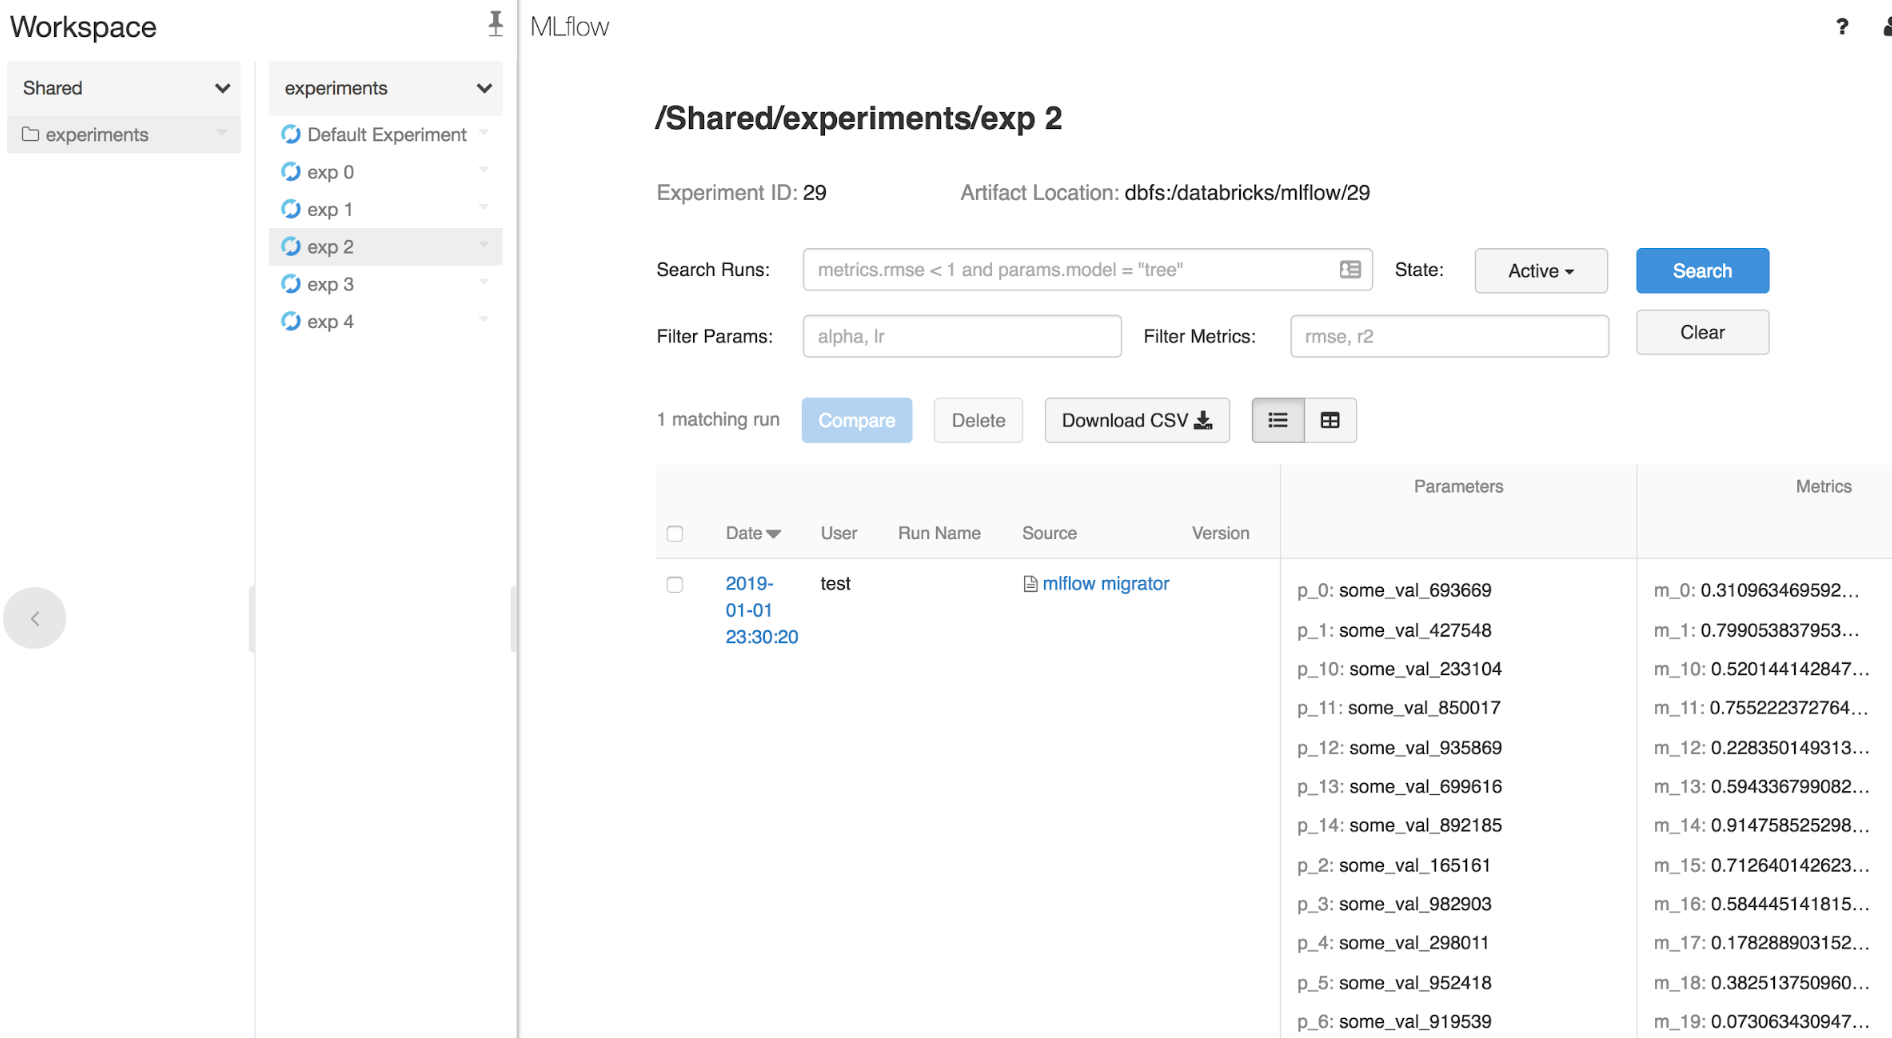 Workspace
Shared
experiments
experiments
Default Experiment
exp 0
exp 1
exp 2
exp 3
exp 4
MLflow
?
/Shared/experiments/exp 2
Experiment ID: 29 Artifact Location: dbfs:/databricks/mlflow/29
Search Runs: metrics.rmse < 1 and params.model = "tree" State: Active Search
Filter Params: alpha, lr Filter Metrics: rmse, r2 Clear
1 matching run Compare Delete Download CSV
Parameters Metrics
Date User Run Name Source Version
2019-
01-01
23:30:20
test
mlflow migrator
p_0: some_val_693669
p_1: some_val_427548
p_10: some_val_233104
p_11: some_val_850017
p_12: some_val_935869
p_13: some_val_699616
p_14: some_val_892185
p_2: some_val_165161
p_3: some_val_982903
p_4: some_val_298011
p_5: some_val_952418
p_6: some_val_919539
m_0: 0.310963469592...
m_1: 0.799053837953...
m_10: 0.520144142847...
m_11: 0.755222372764...
m_12: 0.228350149313...
m_13: 0.594336799082...
m_14: 0.914758525298...
m_15: 0.712640142623...
m_16: 0.584445141815...
m_17: 0.178288903152...
m_18: 0.382513750960...
m_19: 0.073063430947...